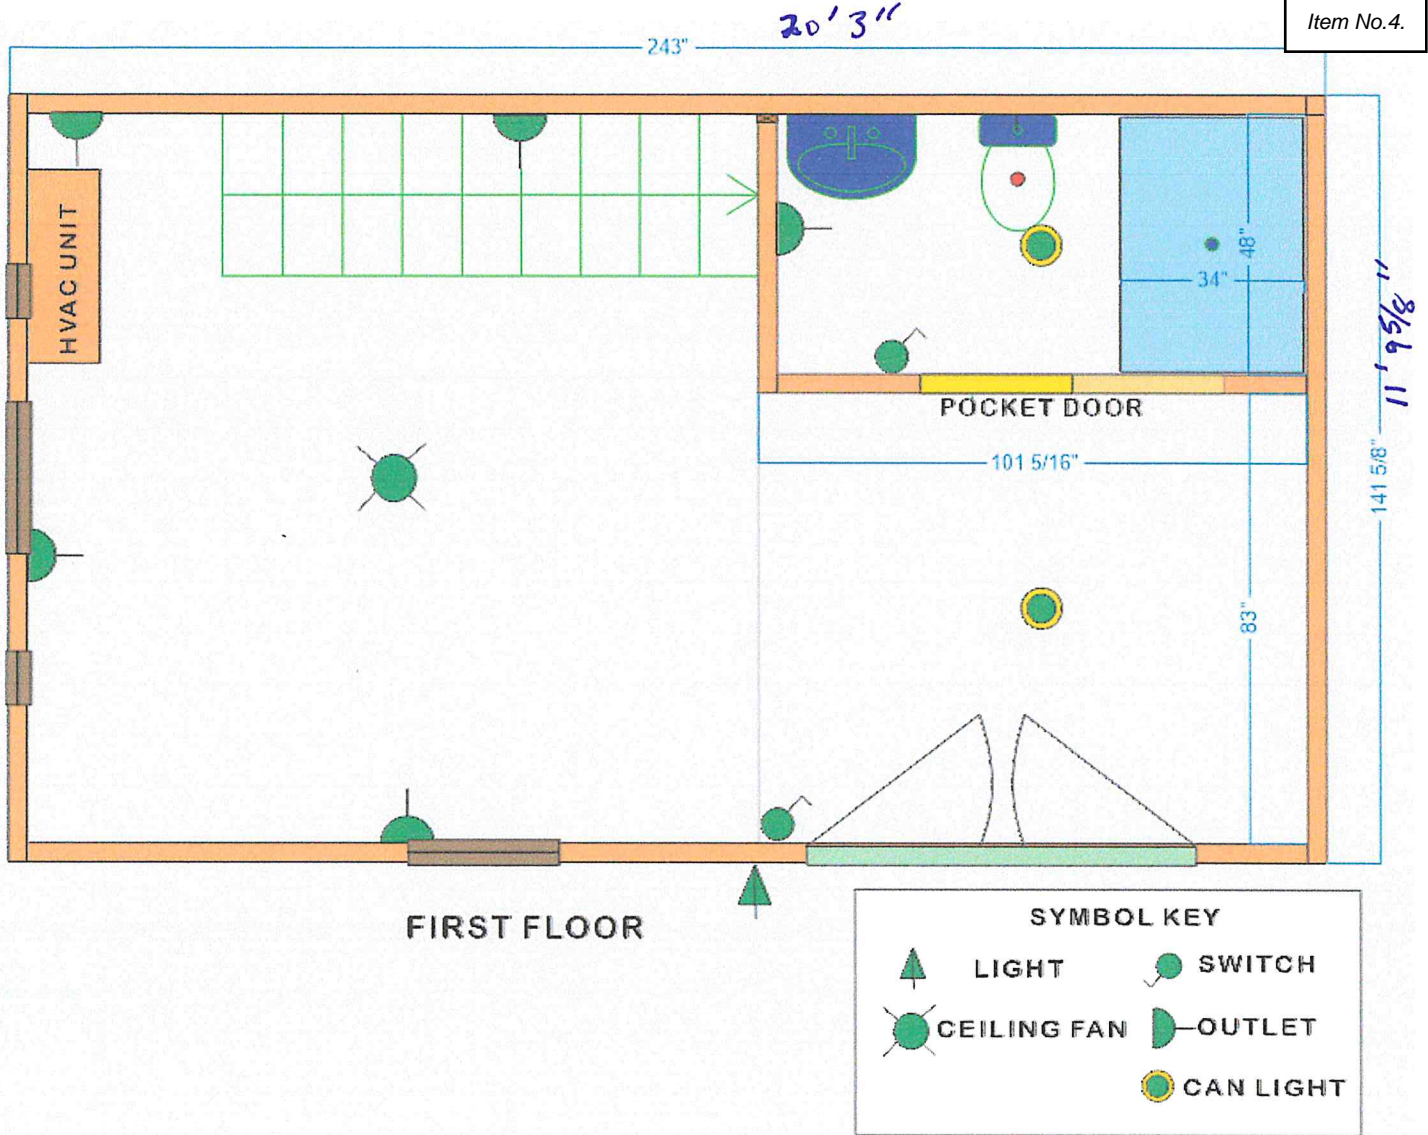 Item No.4.
20' 3"
243"
HVAC UNIT
48"
34"
11' 9 5/8"
POCKET DOOR
101 5/16"
141 5/8"
83"
FIRST FLOOR
SYMBOL KEY
LIGHT
SWITCH
CEILING FAN
OUTLET
CAN LIGHT